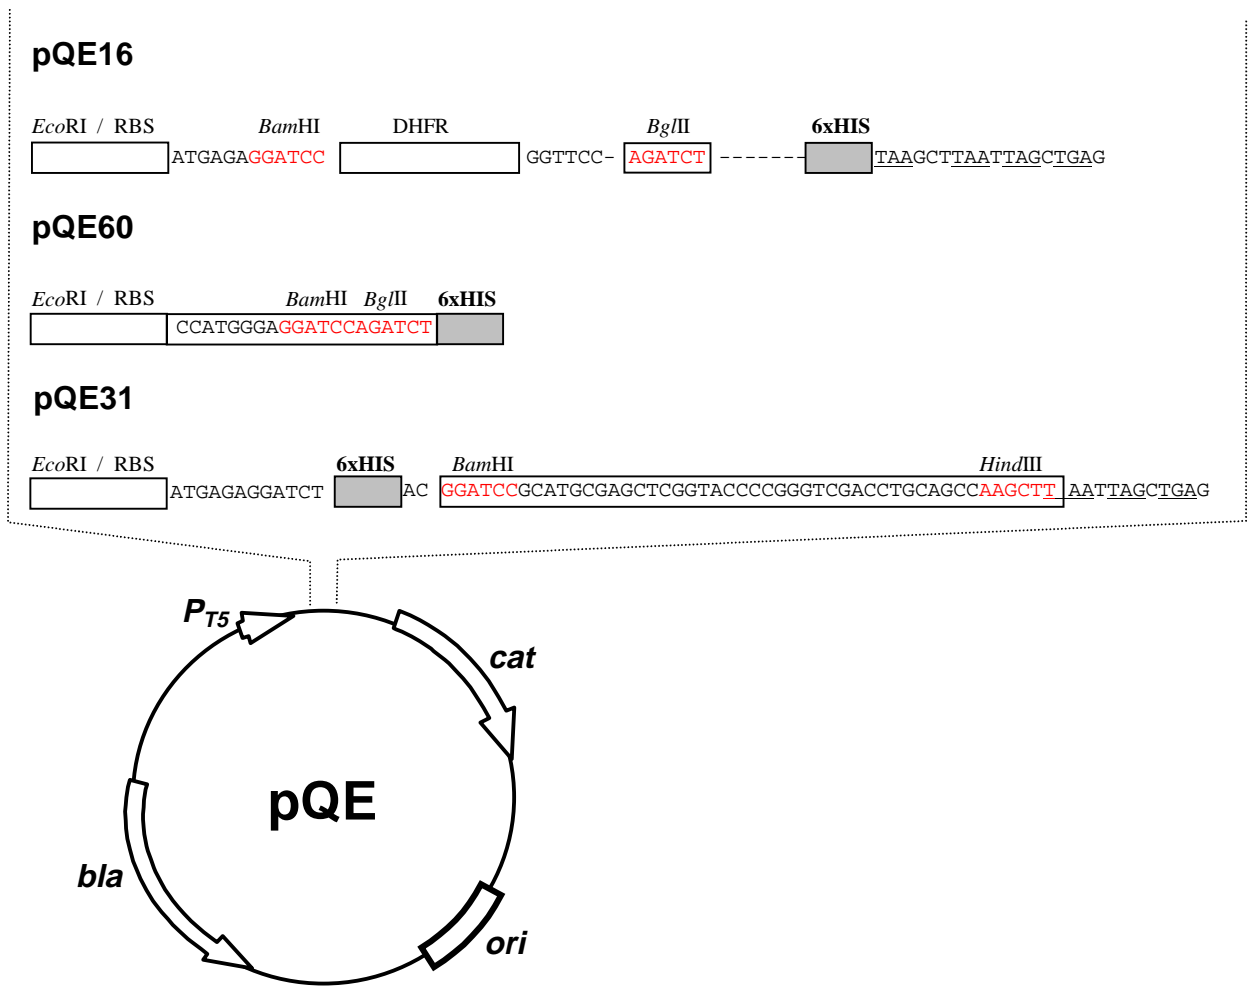 pQE16
EcoRI / RBS BamHI DHFR BglII 6xHIS
ATGAGAGGATCC GGTTCC- AGATCT ------- TAAGCTTAATTAGCTGAG
pQE60
EcoRI / RBS BamHI BglII 6xHIS
CCATGGGAGGATCCAGATCT
pQE31
EcoRI / RBS 6xHIS BamHI HindIII
ATGAGAGGATCT AC GGATCCGCATGCGAGCTCGGTACCCCGGGTCGACCTGCAGCCAAGCTT AATTAGCTGAG
PT5
cat
pQE
bla
ori